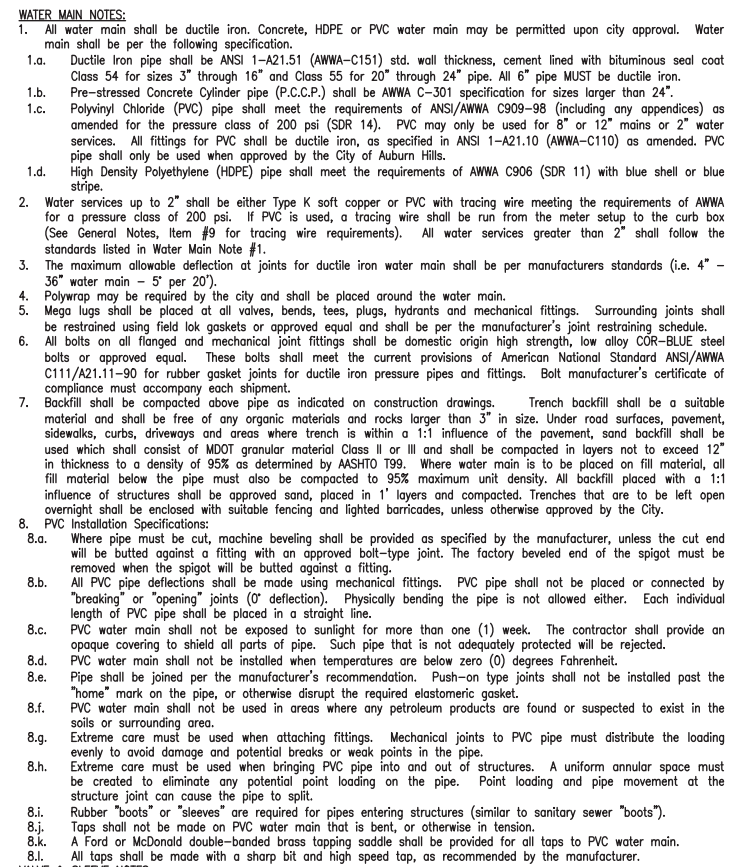 WATER MAIN NOTES:
1. All water main shall be ductile iron. Concrete, HDPE or PVC water main may be permitted upon city approval. Water
main shall be per the following specification.
1.a. Ductile Iron pipe shall be ANSI 1-A21.51 (AWWA-C151) std. wall thickness, cement lined with bituminous seal coat
Class 54 for sizes 3" through 16" and Class 55 for 20" through 24" pipe. All 6" pipe MUST be ductile iron.
1.b. Pre-stressed Concrete Cylinder pipe (P.C.C.P.) shall be AWWA C-301 specification for sizes larger than 24".
1.c. Polyvinyl Chloride (PVC) pipe shall meet the requirements of ANSI/AWWA C909-98 (including any appendices) as
amended for the pressure class of 200 psi (SDR 14). PVC may only be used for 8" or 12" mains or 2" water
services. All fittings for PVC shall be ductile iron, as specified in ANSI 1-A21.10 (AWWA-C110) as amended. PVC
pipe shall only be used when approved by the City of Auburn Hills.
1.d. High Density Polyethylene (HDPE) pipe shall meet the requirements of AWWA C906 (SDR 11) with blue shell or blue
stripe.
2. Water services up to 2" shall be either Type K soft copper or PVC with tracing wire meeting the requirements of AWWA
for a pressure class of 200 psi. If PVC is used, a tracing wire shall be run from the meter setup to the curb box
(See General Notes, Item #9 for tracing wire requirements). All water services greater than 2" shall follow the
standards listed in Water Main Note #1.
3. The maximum allowable deflection at joints for ductile iron water main shall be per manufacturers standards (i.e. 4" -
36" water main - 5° per 20').
4. Polywrap may be required by the city and shall be placed around the water main.
5. Mega lugs shall be placed at all valves, bends, tees, plugs, hydrants and mechanical fittings. Surrounding joints shall
be restrained using field lok gaskets or approved equal and shall be per the manufacturer's joint restraining schedule.
6. All bolts on all flanged and mechanical joint fittings shall be domestic origin high strength, low alloy COR-BLUE steel
bolts or approved equal. These bolts shall meet the current provisions of American National Standard ANSI/AWWA
C111/A21.11-90 for rubber gasket joints for ductile iron pressure pipes and fittings. Bolt manufacturer's certificate of
compliance must accompany each shipment.
7. Backfill shall be compacted above pipe as indicated on construction drawings. Trench backfill shall be a suitable
material and shall be free of any organic materials and rocks larger than 3" in size. Under road surfaces, pavement,
sidewalks, curbs, driveways and areas where trench is within a 1:1 influence of the pavement, sand backfill shall be
used which shall consist of MDOT granular material Class II or III and shall be compacted in layers not to exceed 12"
in thickness to a density of 95% as determined by AASHTO T99. Where water main is to be placed on fill material, all
fill material below the pipe must also be compacted to 95% maximum unit density. All backfill placed with a 1:1
influence of structures shall be approved sand, placed in 1' layers and compacted. Trenches that are to be left open
overnight shall be enclosed with suitable fencing and lighted barricades, unless otherwise approved by the City.
8. PVC Installation Specifications:
8.a. Where pipe must be cut, machine beveling shall be provided as specified by the manufacturer, unless the cut end
will be butted against a fitting with an approved bolt-type joint. The factory beveled end of the spigot must be
removed when the spigot will be butted against a fitting.
8.b. All PVC pipe deflections shall be made using mechanical fittings. PVC pipe shall not be placed or connected by
"breaking" or "opening" joints (0° deflection). Physically bending the pipe is not allowed either. Each individual
length of PVC pipe shall be placed in a straight line.
8.c. PVC water main shall not be exposed to sunlight for more than one (1) week. The contractor shall provide an
opaque covering to shield all parts of pipe. Such pipe that is not adequately protected will be rejected.
8.d. PVC water main shall not be installed when temperatures are below zero (0) degrees Fahrenheit.
8.e. Pipe shall be joined per the manufacturer's recommendation. Push-on type joints shall not be installed past the
"home" mark on the pipe, or otherwise disrupt the required elastomeric gasket.
8.f. PVC water main shall not be used in areas where any petroleum products are found or suspected to exist in the
soils or surrounding area.
8.g. Extreme care must be used when attaching fittings. Mechanical joints to PVC pipe must distribute the loading
evenly to avoid damage and potential breaks or weak points in the pipe.
8.h. Extreme care must be used when bringing PVC pipe into and out of structures. A uniform annular space must
be created to eliminate any potential point loading on the pipe. Point loading and pipe movement at the
structure joint can cause the pipe to split.
8.i. Rubber "boots" or "sleeves" are required for pipes entering structures (similar to sanitary sewer "boots").
8.j. Taps shall not be made on PVC water main that is bent, or otherwise in tension.
8.k. A Ford or McDonald double-banded brass tapping saddle shall be provided for all taps to PVC water main.
8.l. All taps shall be made with a sharp bit and high speed tap, as recommended by the manufacturer.